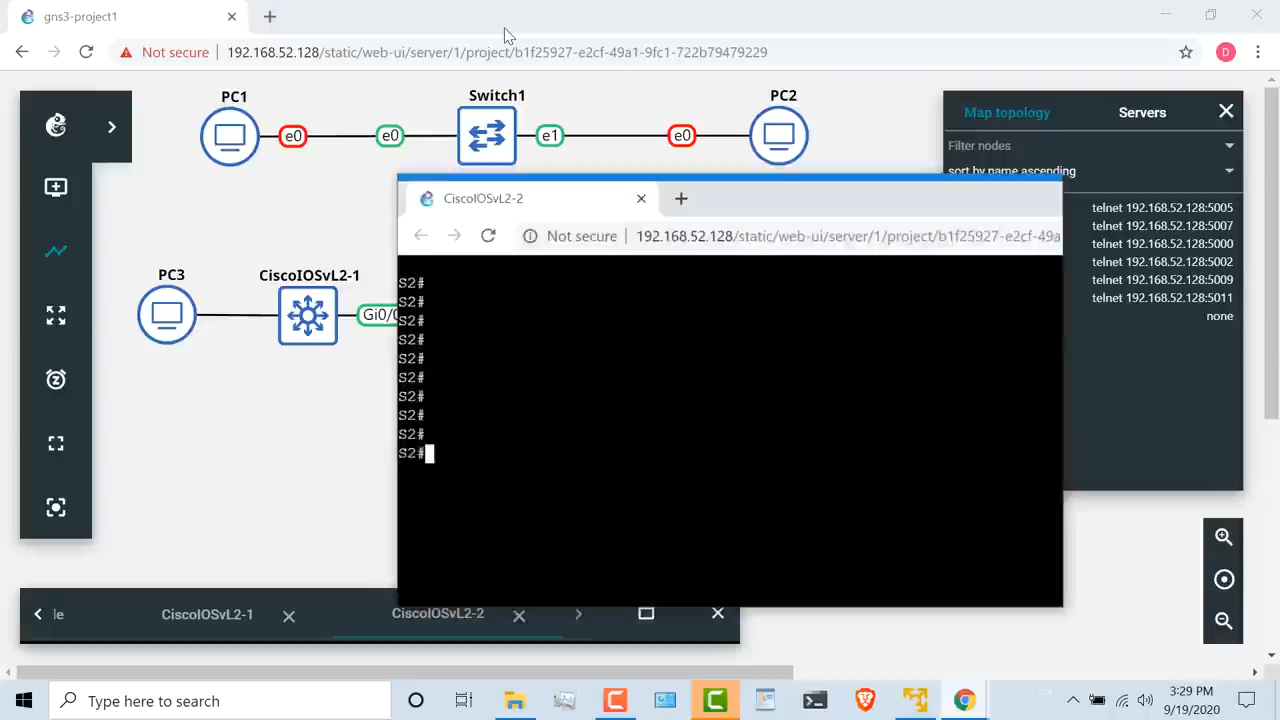 gns3-project1
Not secure 192.168.52.128/static/web-ui/server/1/project/b1f25927-e2cf-49a1-9fc1-722b79479229
D
PC1 Switch1 PC2
e0 e0 e1 e0
Map topology Servers
Filter nodes
sort by name ascending
telnet 192.168.52.128:5005
telnet 192.168.52.128:5007
telnet 192.168.52.128:5000
telnet 192.168.52.128:5002
telnet 192.168.52.128:5009
telnet 192.168.52.128:5011
none
PC3 CiscoIOSvL2-1
Gi0/0
CiscoIOSvL2-2
Not secure 192.168.52.128/static/web-ui/server/1/project/b1f25927-e2cf-49a
S2#
S2#
S2#
S2#
S2#
S2#
S2#
S2#
S2#
S2#
le CiscoIOSvL2-1 CiscoIOSvL2-2
Type here to search
3:29 PM
9/19/2020